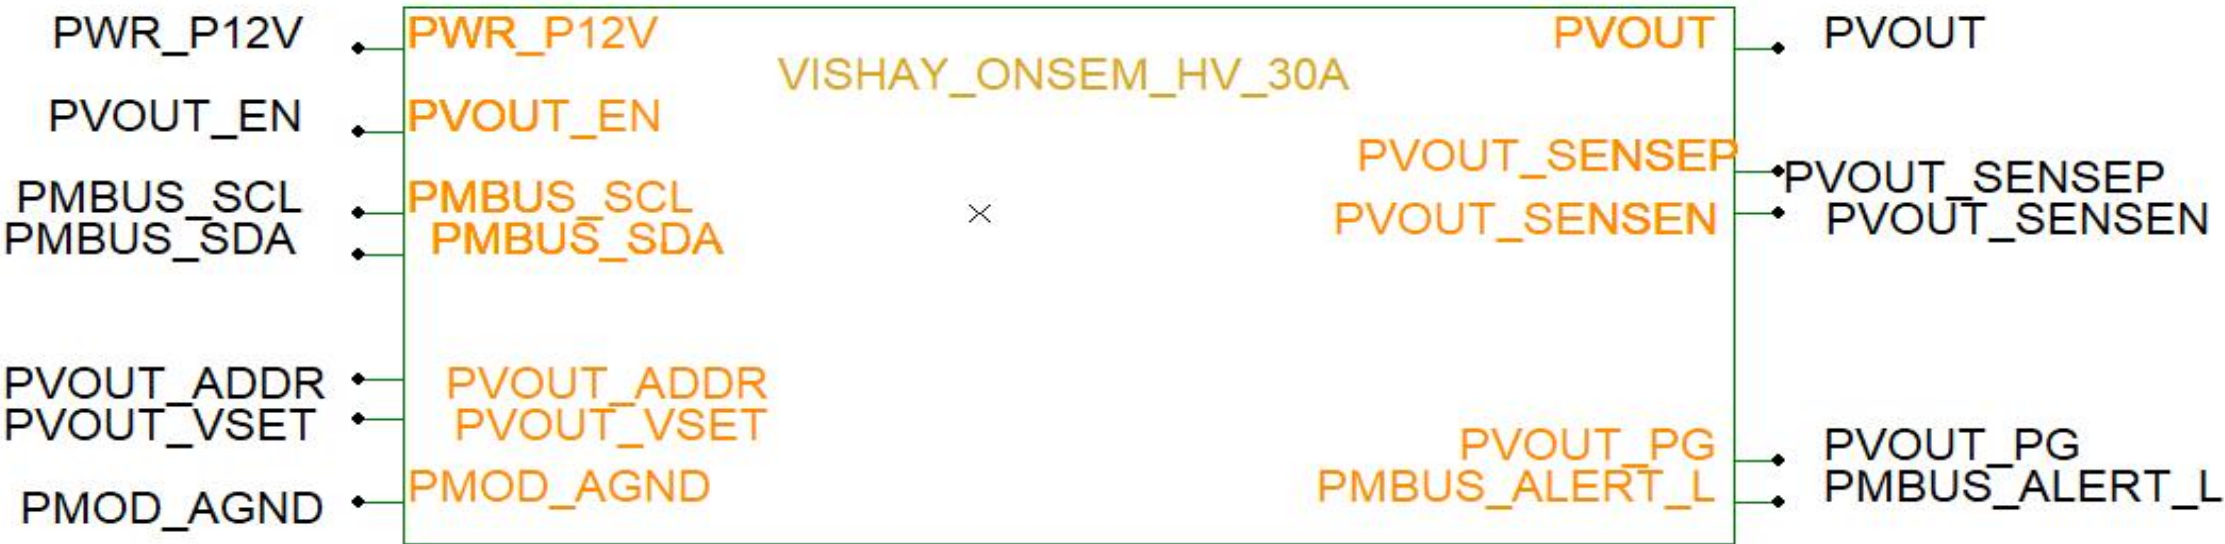 PWR_P12V PWR_P12V PVOUT PVOUT
VISHAY_ONSEM_HV_30A
PVOUT_EN PVOUT_EN
PVOUT_SENSEP PVOUT_SENSEP
PMBUS_SCL PMBUS_SCL PVOUT_SENSEN PVOUT_SENSEN
PMBUS_SDA PMBUS_SDA
PVOUT_ADDR PVOUT_ADDR
PVOUT_VSET PVOUT_VSET
PVOUT_PG PVOUT_PG
PMOD_AGND PMOD_AGND PMBUS_ALERT_L PMBUS_ALERT_L